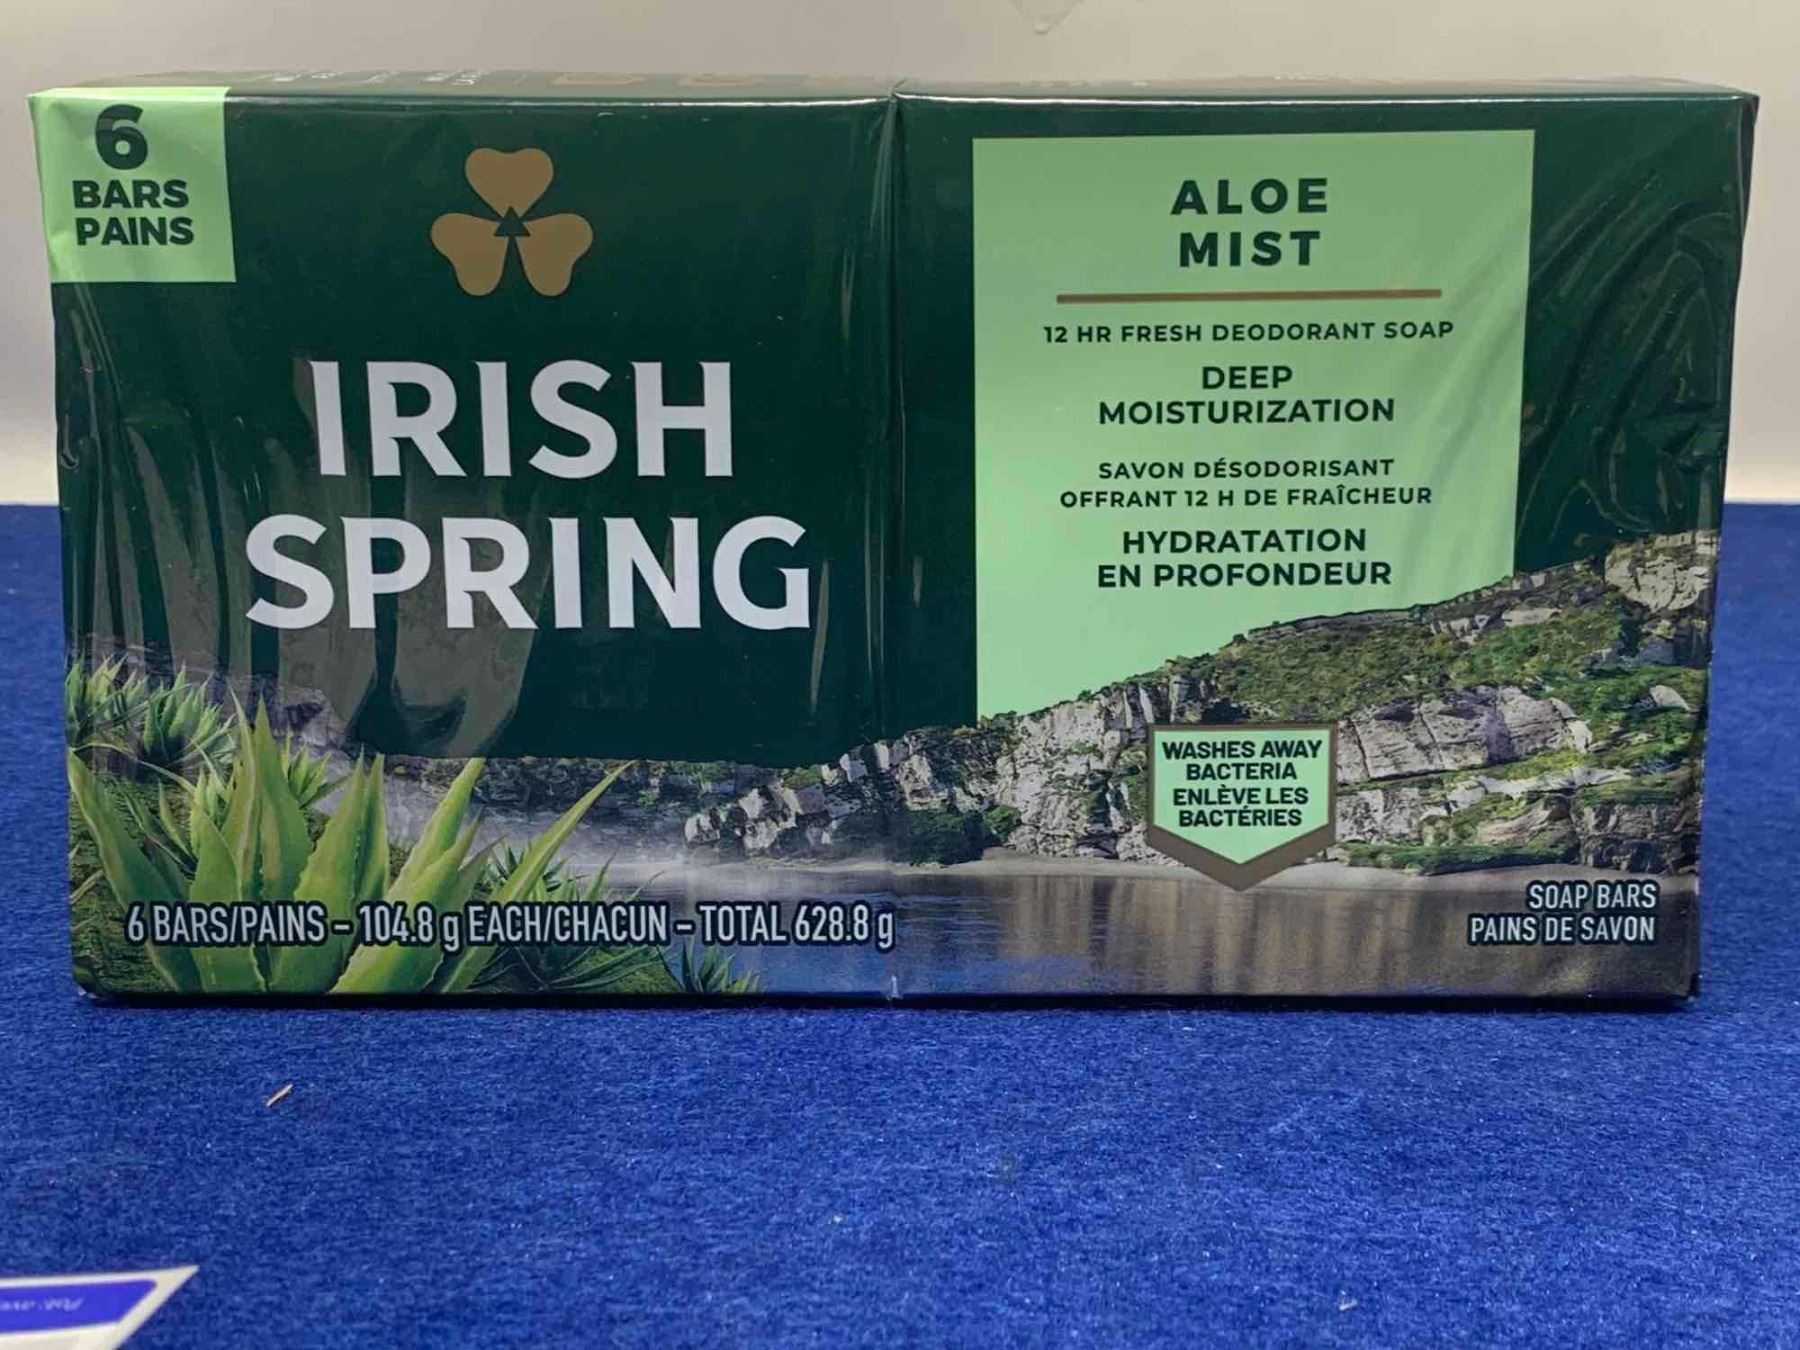 6
BARS
PAINS
IRISH
SPRING
6 BARS/PAINS – 104.8 g EACH/CHACUN – TOTAL 628.8 g
ALOE
MIST
12 HR FRESH DEODORANT SOAP
DEEP
MOISTURIZATION
SAVON DÉSODORISANT
OFFRANT 12 H DE FRAÎCHEUR
HYDRATATION
EN PROFONDEUR
WASHES AWAY
BACTERIA
ENLÈVE LES
BACTÉRIES
SOAP BARS
PAINS DE SAVON